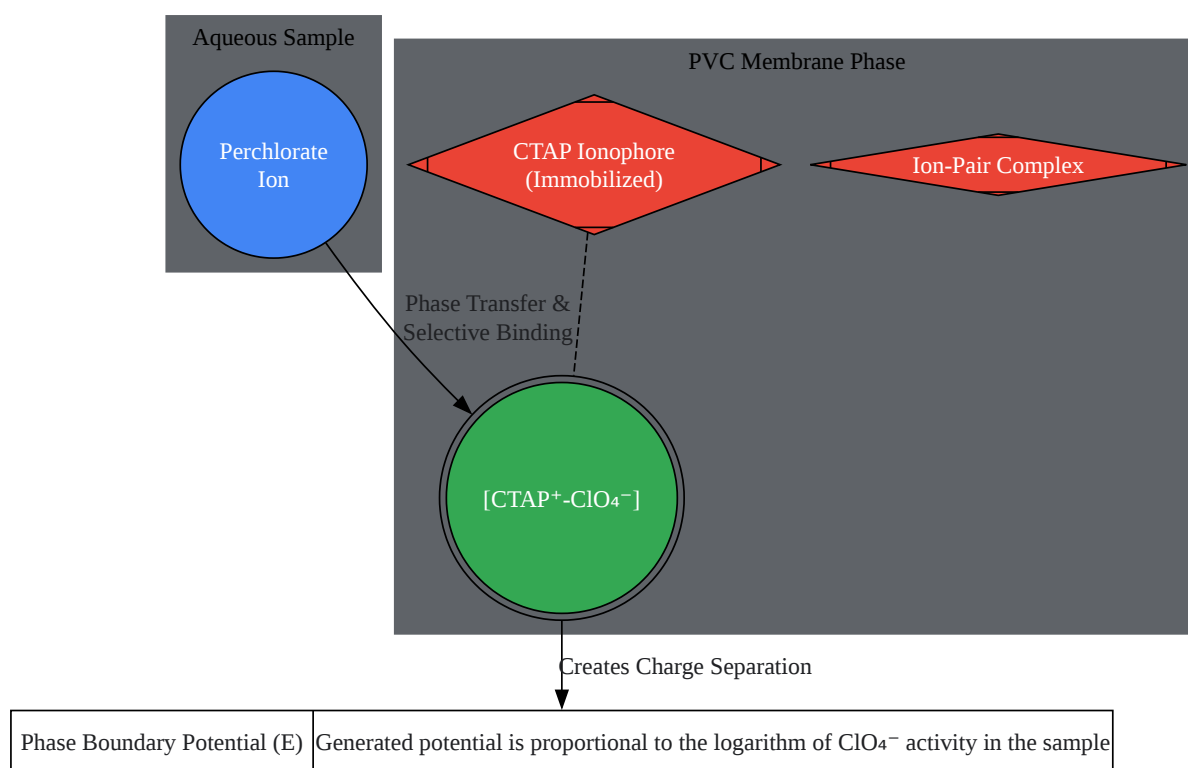 Aqueous Sample
PVC Membrane Phase
Perchlorate
Ion
CTAP Ionophore
(Immobilized)
Ion-Pair Complex
Phase Transfer &
Selective Binding
[CTAP⁺-ClO₄⁻]
Creates Charge Separation
Phase Boundary Potential (E)
Generated potential is proportional to the logarithm of ClO₄⁻ activity in the sample